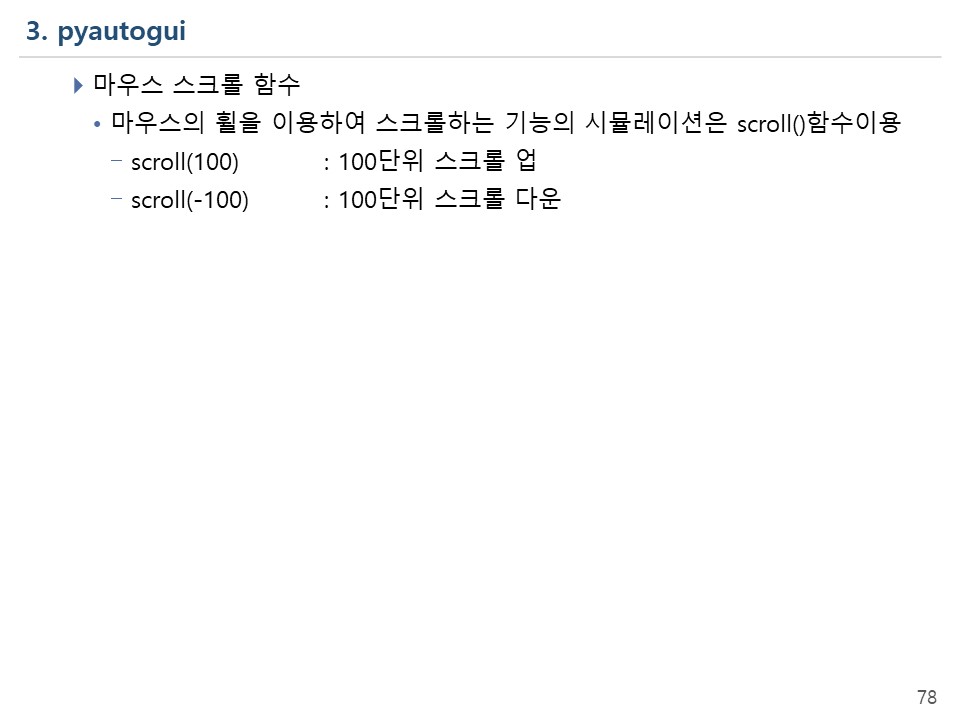 3. pyautogui
마우스 스크롤 함수
• 마우스의 휠을 이용하여 스크롤하는 기능의 시뮬레이션은 scroll()함수이용
– scroll(100) : 100단위 스크롤 업
– scroll(-100) : 100단위 스크롤 다운
78